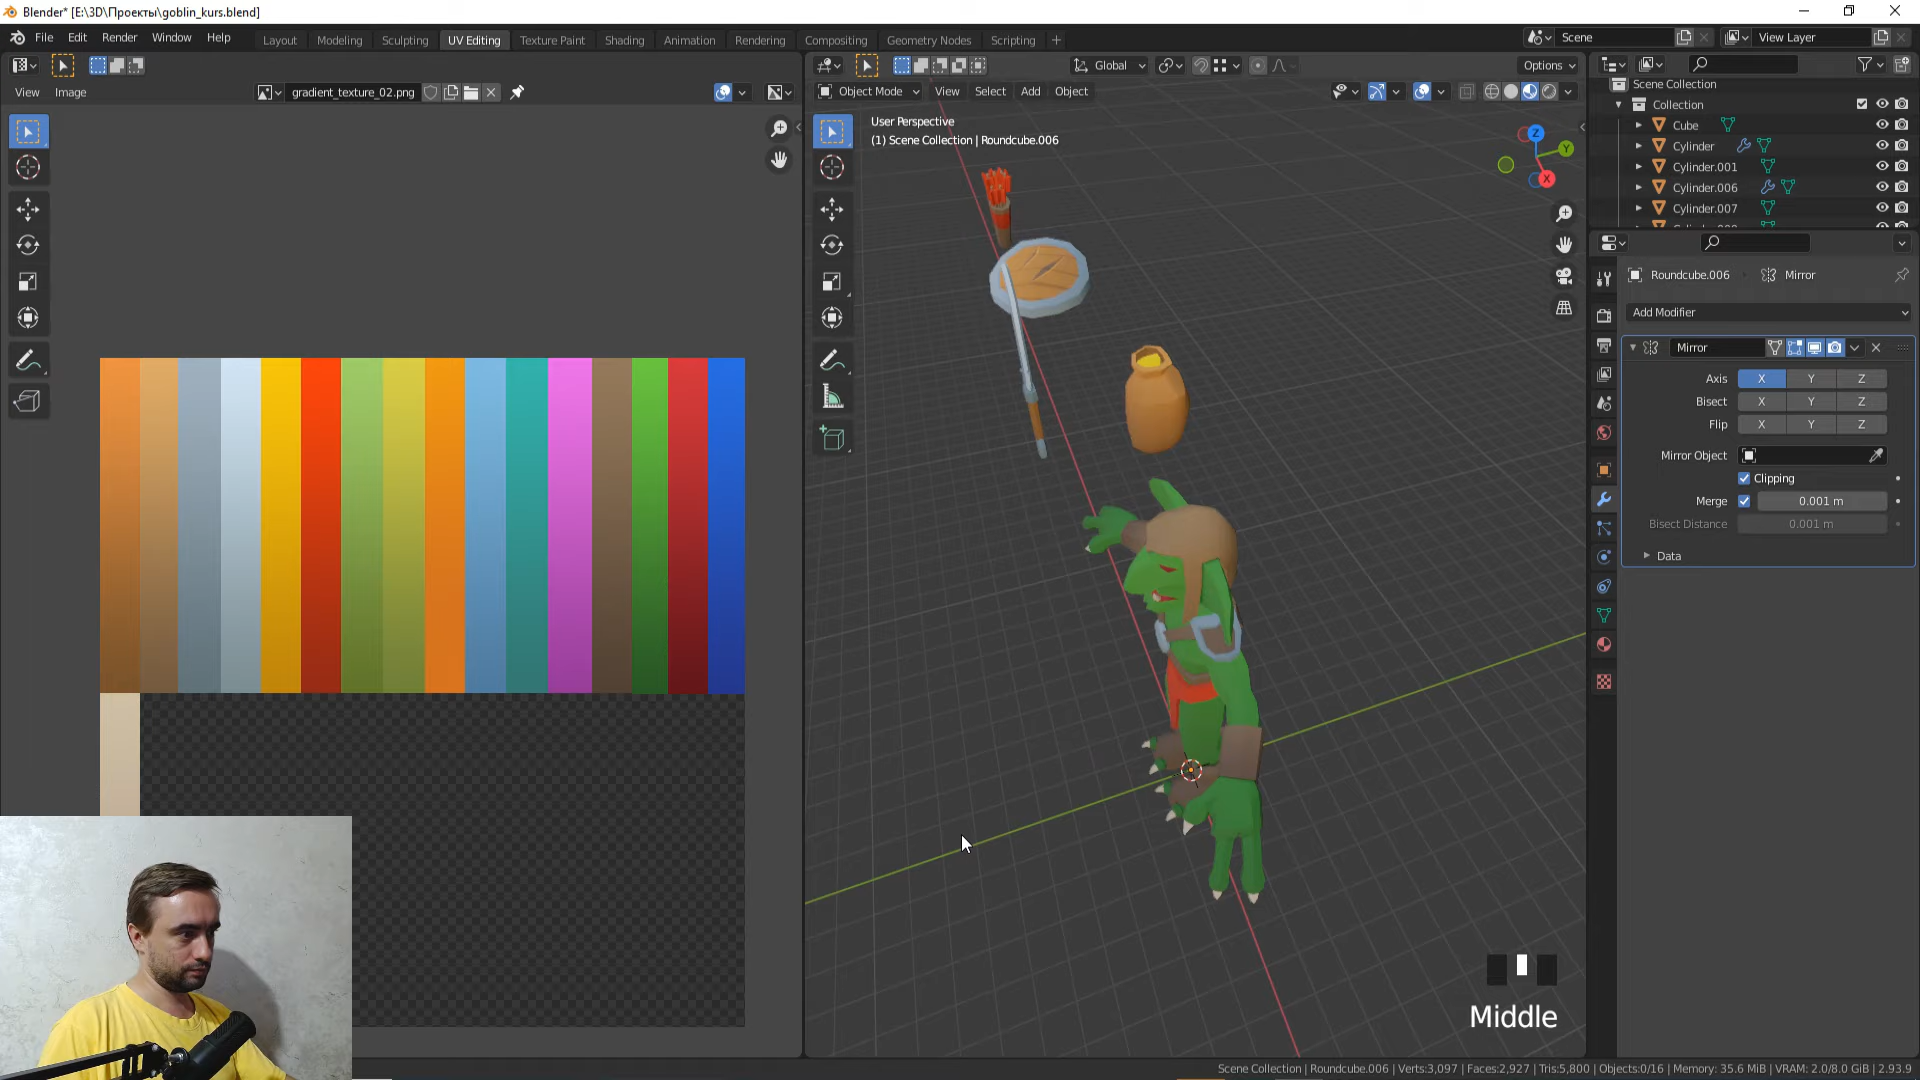 Blender* [E:\3D\Проекты\goblin_kurs.blend]
File Edit Render Window Help
Layout Modeling Sculpting UV Editing Texture Paint Shading Animation Rendering Compositing Geometry Nodes Scripting +
Scene
View Layer
Global
Options
View Image
gradient_texture_02.png
Object Mode View Select Add Object
User Perspective
(1) Scene Collection | Roundcube.006
Z
Y
X
Scene Collection
Collection
Cube
Cylinder
Cylinder.001
Cylinder.006
Cylinder.007
Roundcube.006
Mirror
Add Modifier
Mirror
Axis X Y Z
Bisect X Y Z
Flip X Y Z
Mirror Object
Clipping
Merge 0.001 m
Bisect Distance 0.001 m
Data
Middle
Scene Collection | Roundcube.006 | Verts:3,097 | Faces:2,927 | Tris:5,800 | Objects:0/16 | Memory: 35.6 MiB | VRAM: 2.0/8.0 GiB | 2.93.9